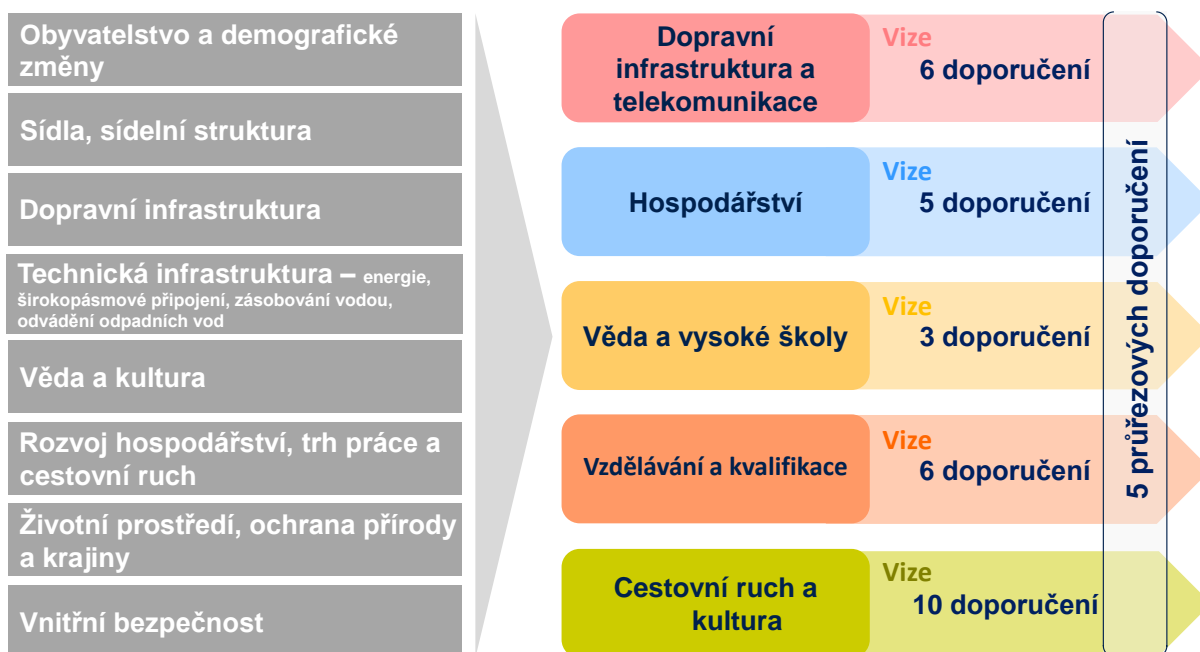 Obyvatelstvo a demografické
změny
Sídla, sídelní struktura
Dopravní infrastruktura
Technická infrastruktura – energie,
širokopásmové připojení, zásobování vodou,
odvádění odpadních vod
Věda a kultura
Rozvoj hospodářství, trh práce a
cestovní ruch
Životní prostředí, ochrana přírody
a krajiny
Vnitřní bezpečnost
Dopravní
infrastruktura a
telekomunikace
Vize
6 doporučení
Hospodářství
Vize
5 doporučení
Věda a vysoké školy
Vize
3 doporučení
Vzdělávání a kvalifikace
Vize
6 doporučení
Cestovní ruch a
kultura
Vize
10 doporučení
5 průřezových doporučení